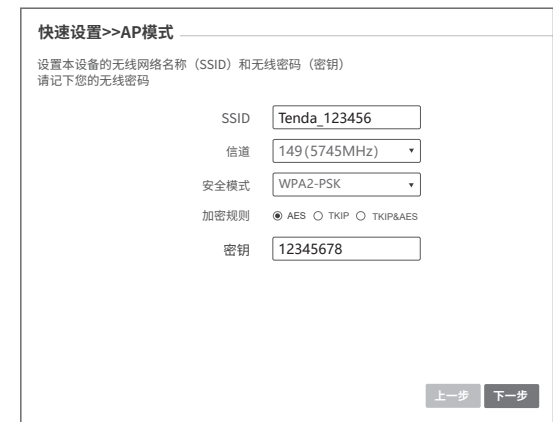 快速设置>>AP模式
设置本设备的无线网络名称（SSID）和无线密码（密钥）
请记下您的无线密码
SSID Tenda_123456
信道 149(5745MHz)
安全模式 WPA2-PSK
加密规则 AES TKIP TKIP&AES
密钥 12345678
上一步 下一步